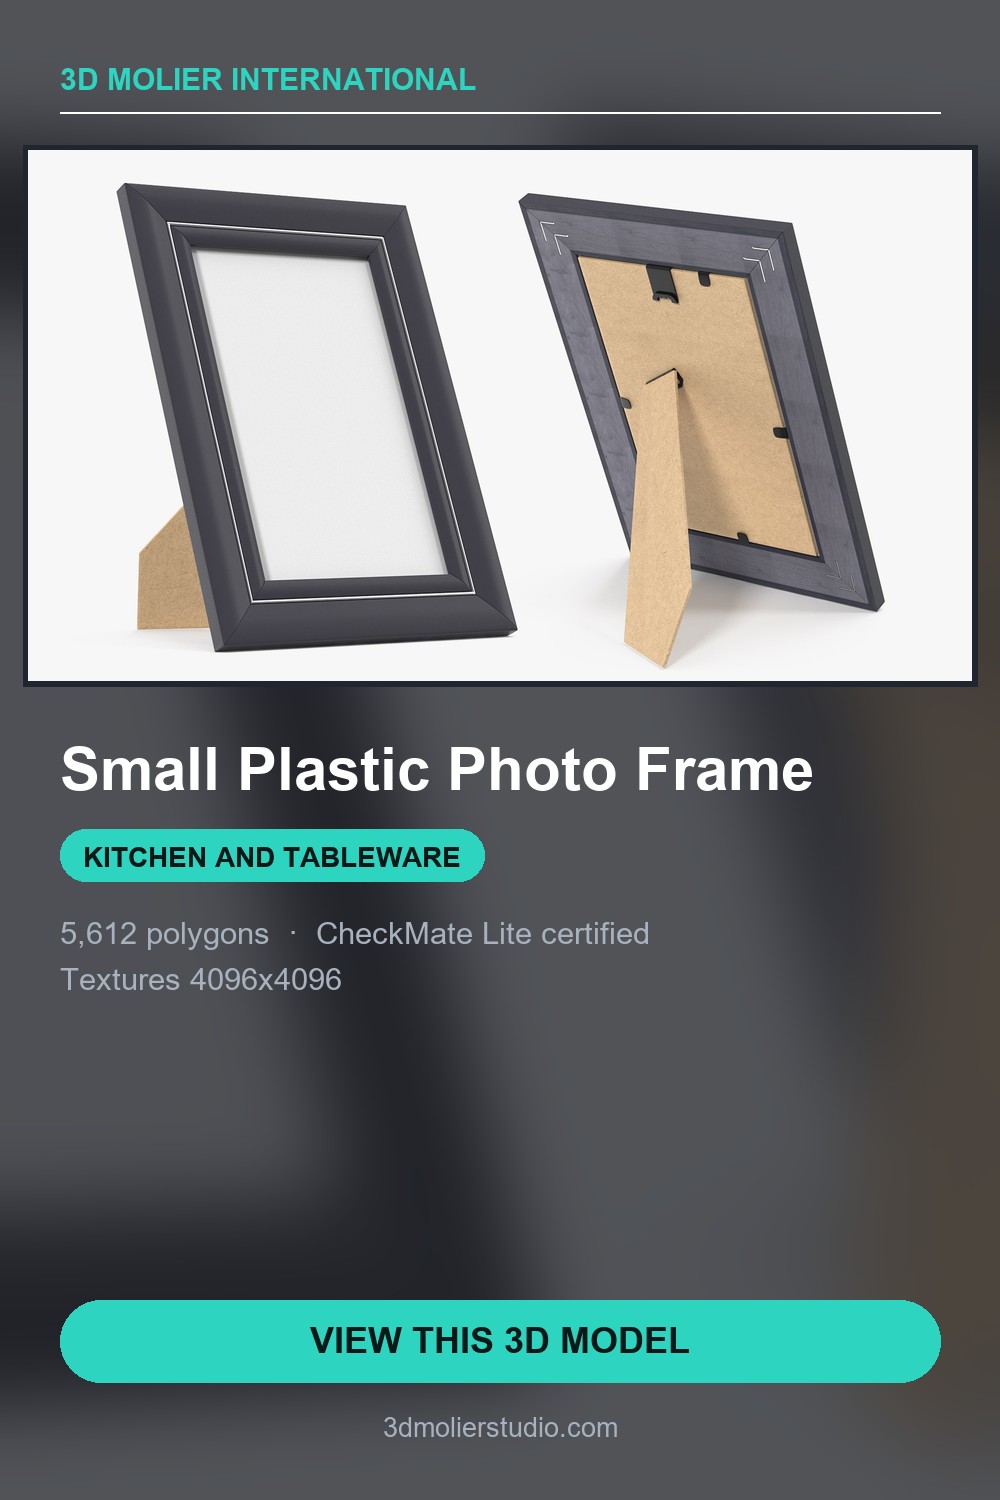 3D MOLIER INTERNATIONAL
Small Plastic Photo Frame
KITCHEN AND TABLEWARE
5,612 polygons · CheckMate Lite certified
Textures 4096x4096
VIEW THIS 3D MODEL
3dmolierstudio.com